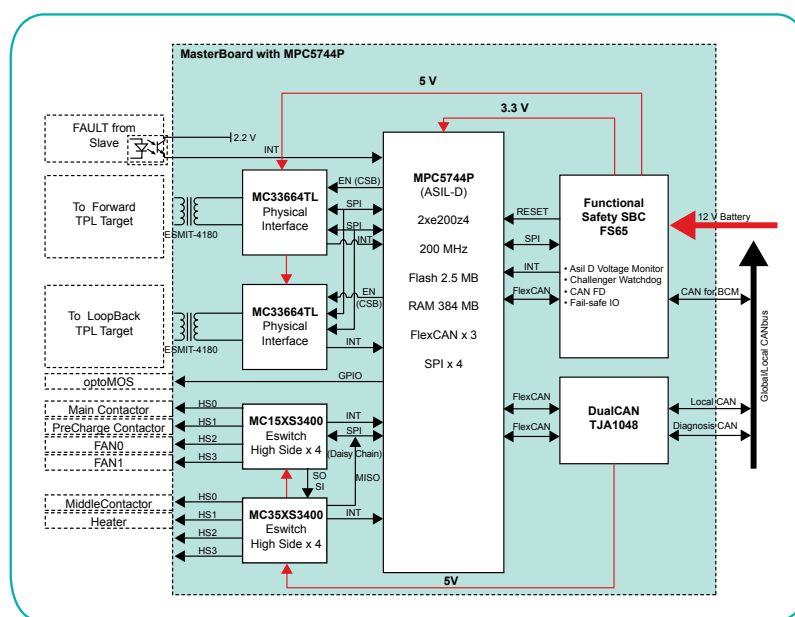 MasterBoard with MPC5744P
5 V
3.3 V
FAULT from
Slave
2.2 V
INT
To Forward
TPL Target
ESMIT-4180
MC33664TL
Physical
Interface
EN (CSB)
SPI
SPI
INT
MPC5744P
(ASIL-D)
2xe200z4
200 MHz
Flash 2.5 MB
RAM 384 MB
FlexCAN x 3
SPI x 4
RESET
SPI
INT
FlexCAN
Functional
Safety SBC
FS65
• Asil D Voltage Monitor
• Challenger Watchdog
• CAN FD
• Fail-safe IO
12 V Battery
CAN for BCM
Global/Local CANbus
To LoopBack
TPL Target
ESMIT-4180
MC33664TL
Physical
Interface
EN
(CSB)
INT
optoMOS
GPIO
Main Contactor
PreCharge Contactor
FAN0
FAN1
HS0
HS1
HS2
HS3
MC15XS3400
Eswitch
High Side x 4
INT
SPI
(Daisy Chain)
SO
SI
MISO
FlexCAN
FlexCAN
DualCAN
TJA1048
Local CAN
Diagnosis CAN
MiddleContactor
Heater
HS0
HS1
HS2
HS3
MC35XS3400
Eswitch
High Side x 4
INT
5V